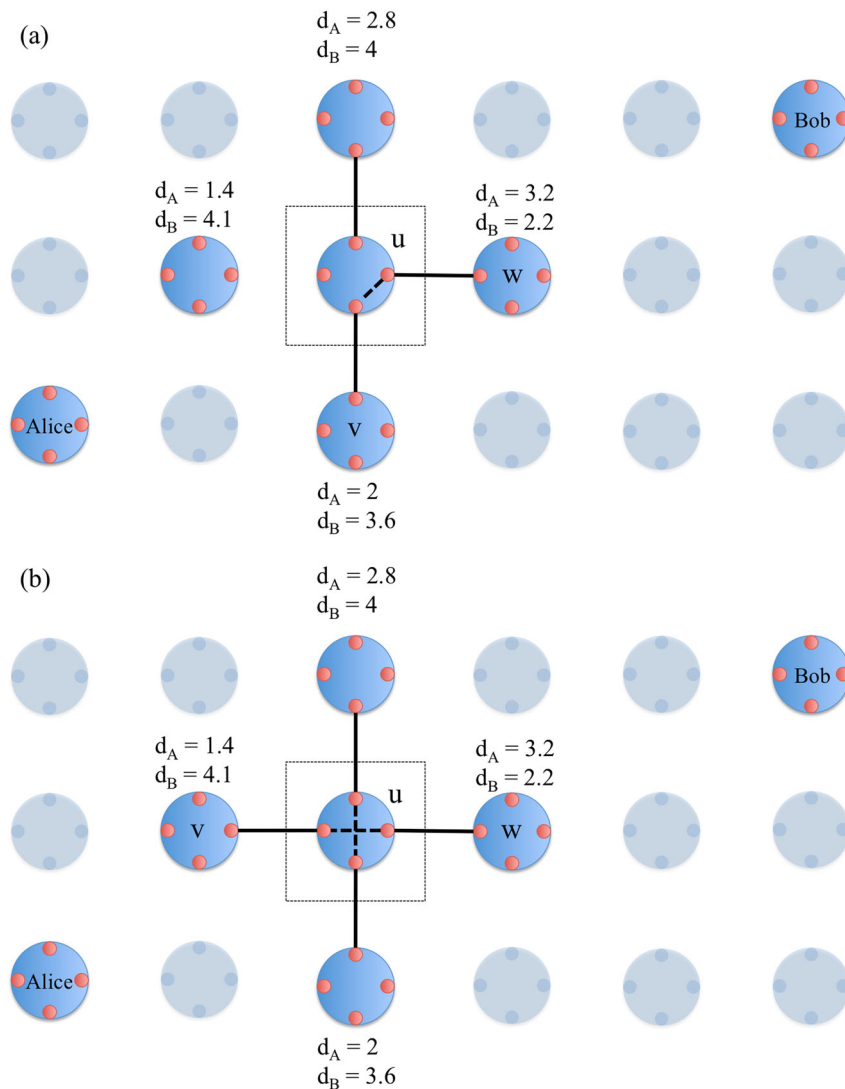 (a)
d_A = 2.8
d_B = 4
Bob
d_A = 1.4
d_B = 4.1
u
d_A = 3.2
d_B = 2.2
w
Alice
v
d_A = 2
d_B = 3.6
(b)
d_A = 2.8
d_B = 4
Bob
d_A = 1.4
d_B = 4.1
u
d_A = 3.2
d_B = 2.2
v
w
Alice
d_A = 2
d_B = 3.6